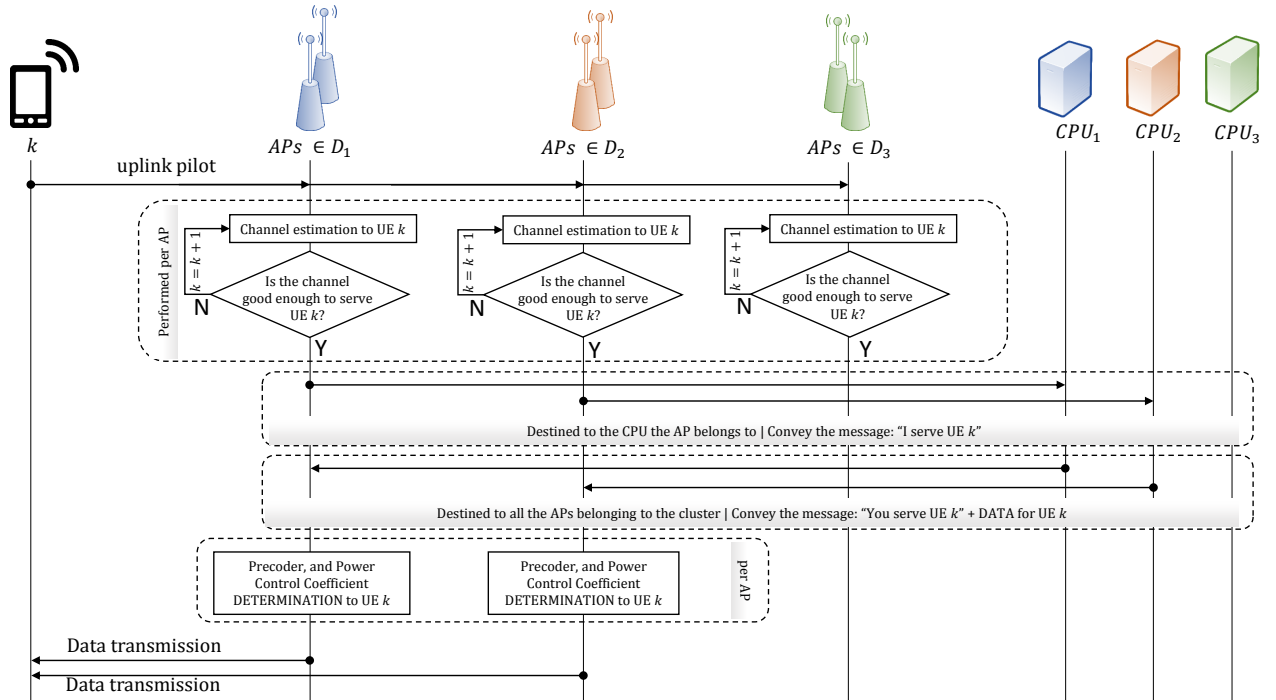 k
APs ∈ D₁
APs ∈ D₂
APs ∈ D₃
CPU₁
CPU₂
CPU₃
uplink pilot
Performed per AP
Channel estimation to UE k
k = k + 1
Is the channel
good enough to serve
UE k?
N
Y
Channel estimation to UE k
k = k + 1
Is the channel
good enough to serve
UE k?
N
Y
Channel estimation to UE k
k = k + 1
Is the channel
good enough to serve
UE k?
N
Y
Destined to the CPU the AP belongs to | Convey the message: “I serve UE k”
Destined to all the APs belonging to the cluster | Convey the message: “You serve UE k” + DATA for UE k
Precoder, and Power
Control Coefficient
DETERMINATION to UE k
Precoder, and Power
Control Coefficient
DETERMINATION to UE k
per AP
Data transmission
Data transmission